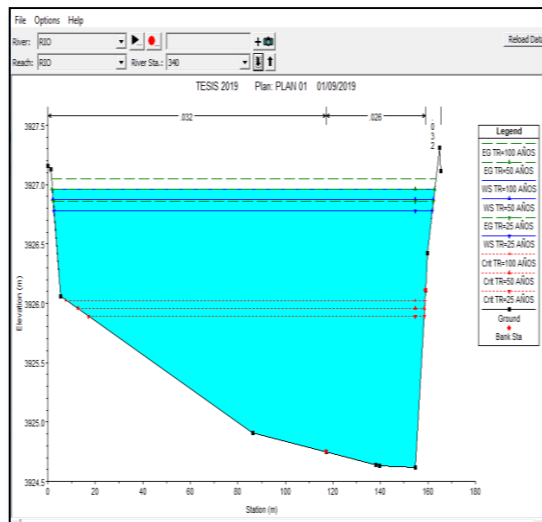 File Options Help
River: RIO
Reload Data
Reach: RIO River Sta.: 340
TESIS 2019 Plan: PLAN 01 01/09/2019
.032 .026 .032
Legend
EG TR=100 AÑOS
EG TR=50 AÑOS
WS TR=100 AÑOS
WS TR=50 AÑOS
EG TR=25 AÑOS
WS TR=25 AÑOS
Crit TR=100 AÑOS
Crit TR=50 AÑOS
Crit TR=25 AÑOS
Ground
Bank Sta
Elevation (m)
3927.5
3927.0
3926.5
3926.0
3925.5
3925.0
3924.5
0 20 40 60 80 100 120 140 160 180
Station (m)